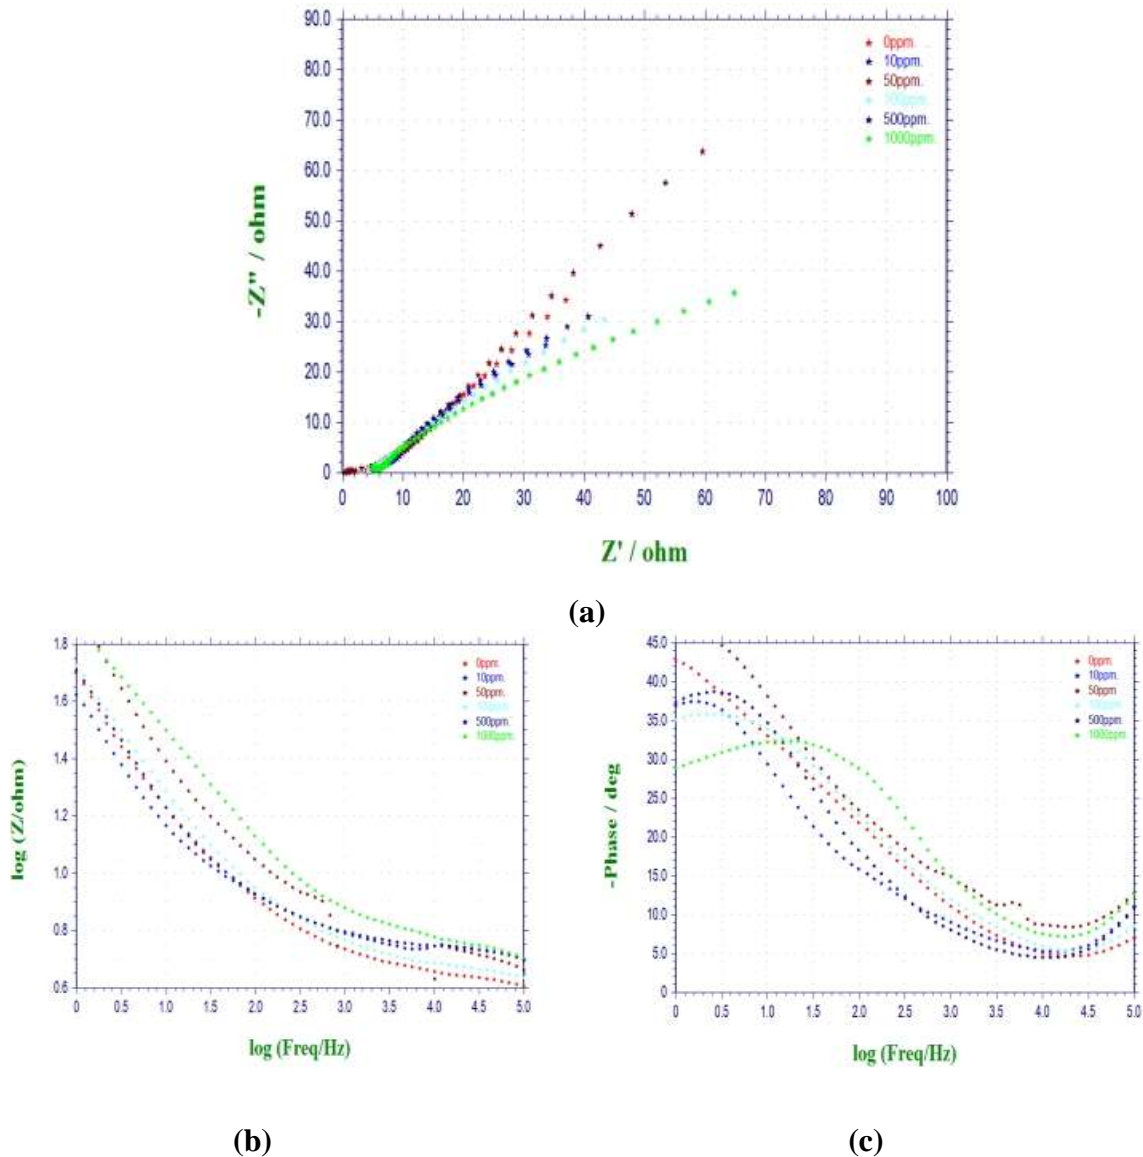 90.0
80.0
70.0
60.0
50.0
40.0
30.0
20.0
10.0
0
-Z" / ohm
0ppm.
10ppm.
50ppm.
100ppm.
500ppm.
1000ppm.
0 10 20 30 40 50 60 70 80 90 100
Z' / ohm
(a)
1.8
1.6
1.4
1.2
1.0
0.8
0.6
log (Z/ohm)
0ppm.
10ppm.
50ppm.
100ppm.
500ppm.
1000ppm.
0 0.5 1.0 1.5 2.0 2.5 3.0 3.5 4.0 4.5 5.0
log (Freq/Hz)
(b)
45.0
40.0
35.0
30.0
25.0
20.0
15.0
10.0
5.0
0
-Phase / deg
0ppm.
10ppm.
50ppm
100ppm.
500ppm.
1000ppm.
0 0.5 1.0 1.5 2.0 2.5 3.0 3.5 4.0 4.5 5.0
log (Freq/Hz)
(c)